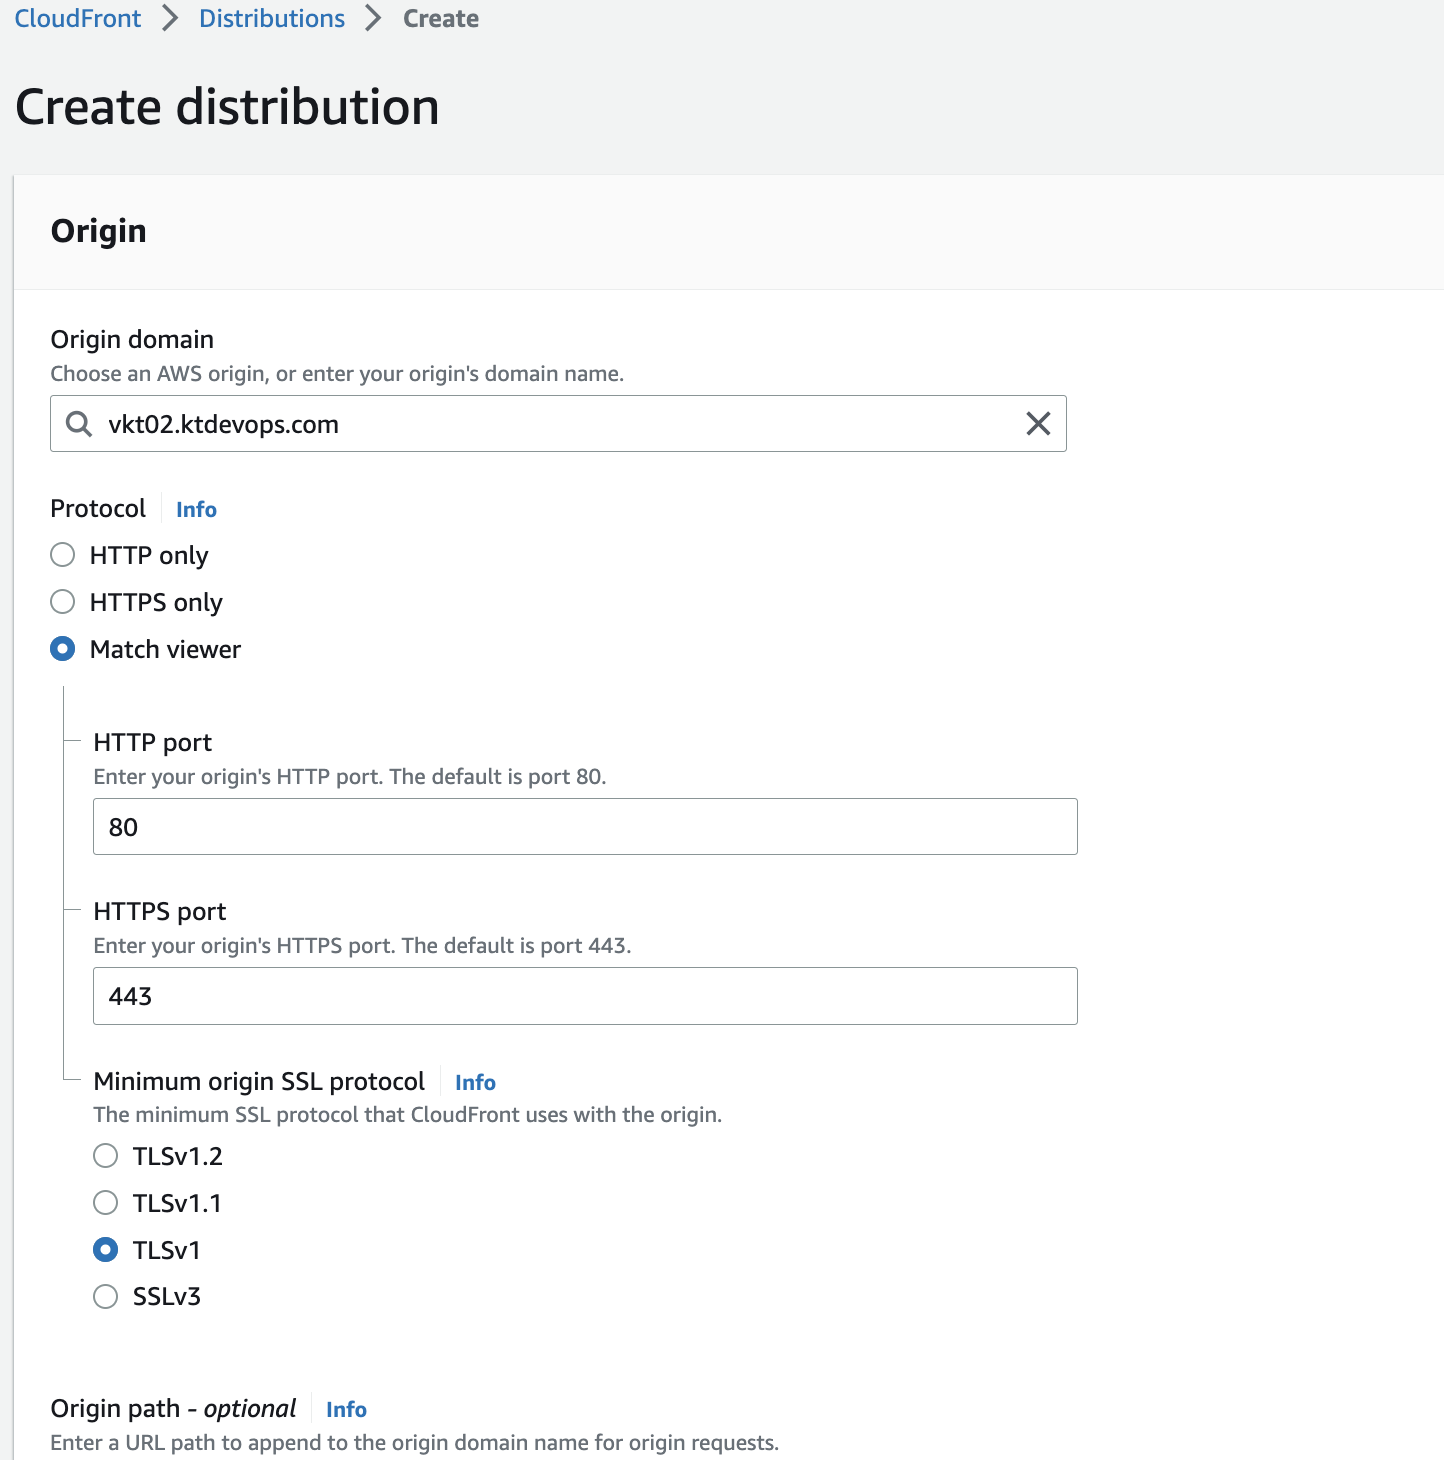 CloudFront > Distributions > Create
Create distribution
Origin
Origin domain
Choose an AWS origin, or enter your origin's domain name.
vkt02.ktdevops.com
Protocol Info
HTTP only
HTTPS only
Match viewer
HTTP port
Enter your origin's HTTP port. The default is port 80.
80
HTTPS port
Enter your origin's HTTPS port. The default is port 443.
443
Minimum origin SSL protocol Info
The minimum SSL protocol that CloudFront uses with the origin.
TLSv1.2
TLSv1.1
TLSv1
SSLv3
Origin path - optional Info
Enter a URL path to append to the origin domain name for origin requests.